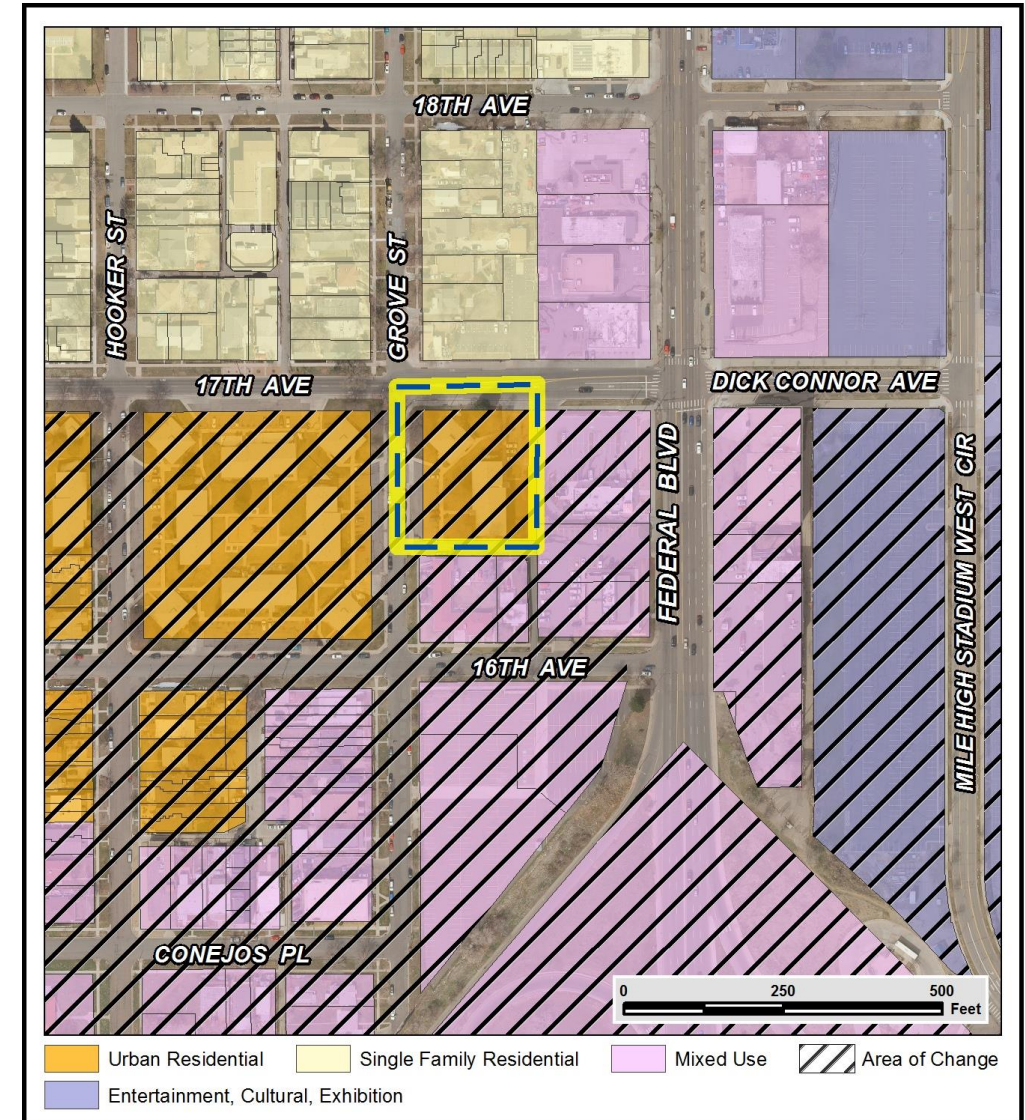 18TH AVE
HOOKER ST
GROVE ST
17TH AVE
DICK CONNOR AVE
FEDERAL BLVD
MILE HIGH STADIUM WEST CIR
16TH AVE
CONEJOS PL
0 250 500
Feet
Urban Residential Single Family Residential Mixed Use Area of Change
Entertainment, Cultural, Exhibition